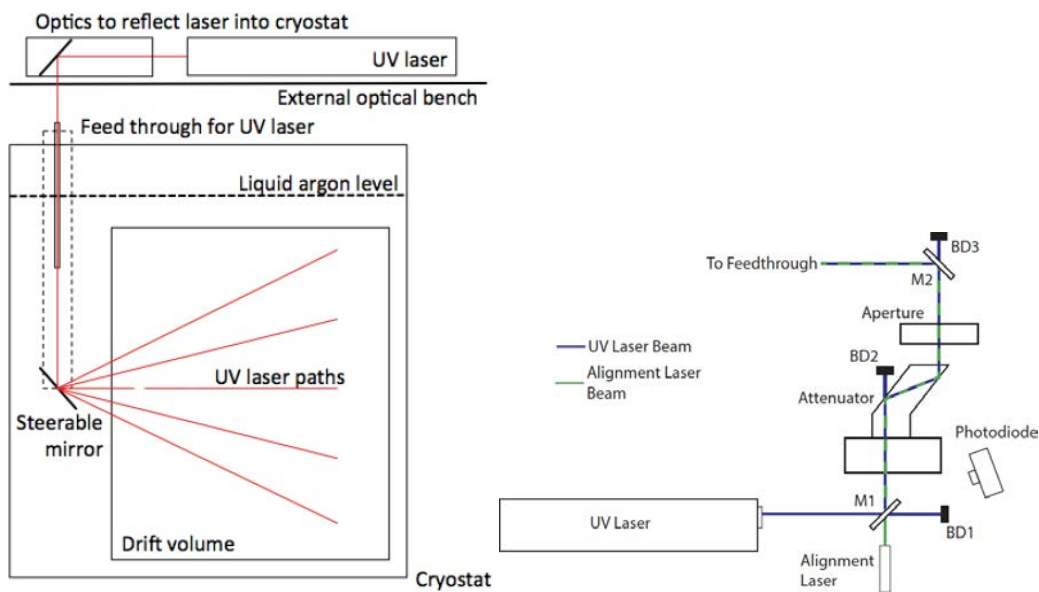 Optics to reflect laser into cryostat
UV laser
External optical bench
Feed through for UV laser
Liquid argon level
UV laser paths
Steerable
mirror
Drift volume
Cryostat
BD3
To Feedthrough
M2
Aperture
UV Laser Beam
Alignment Laser
Beam
BD2
Attenuator
Photodiode
M1
UV Laser
BD1
Alignment
Laser